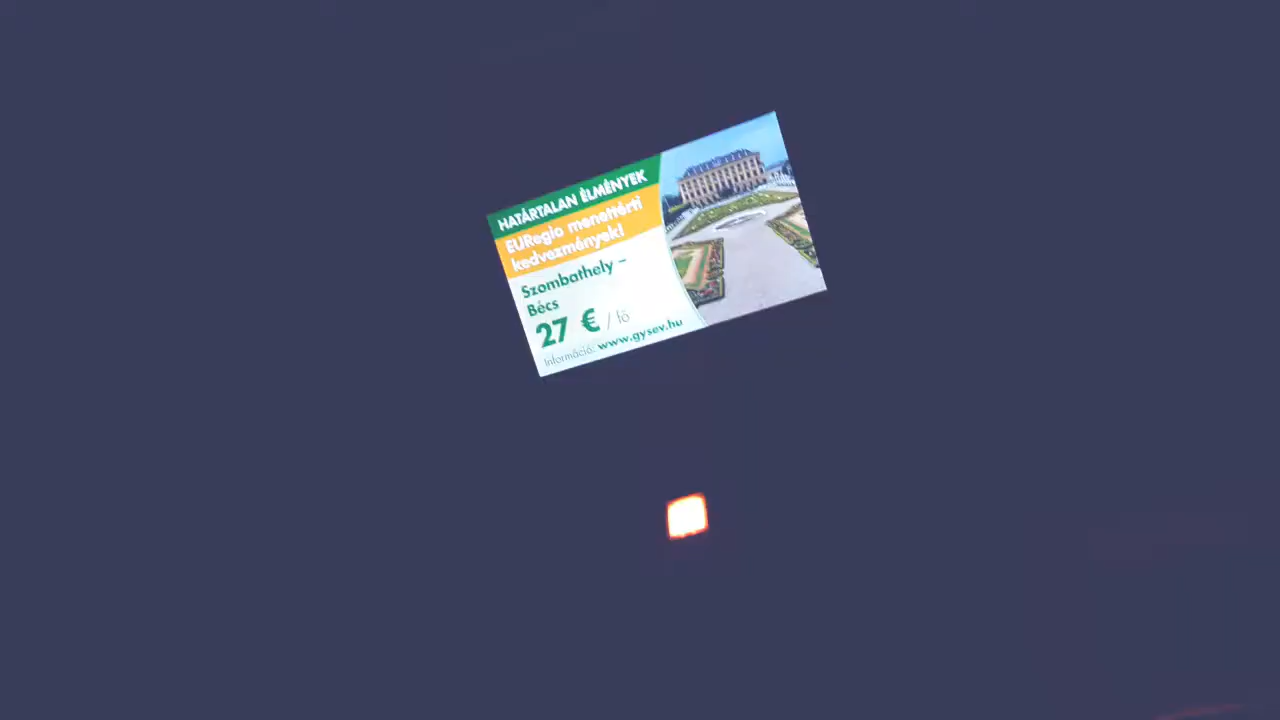 HATÁRTALAN ÉLMÉNYEK
EURegio menettérti
kedvezmények!
Szombathely –
Bécs
27 € / fő
Információ: www.gysev.hu